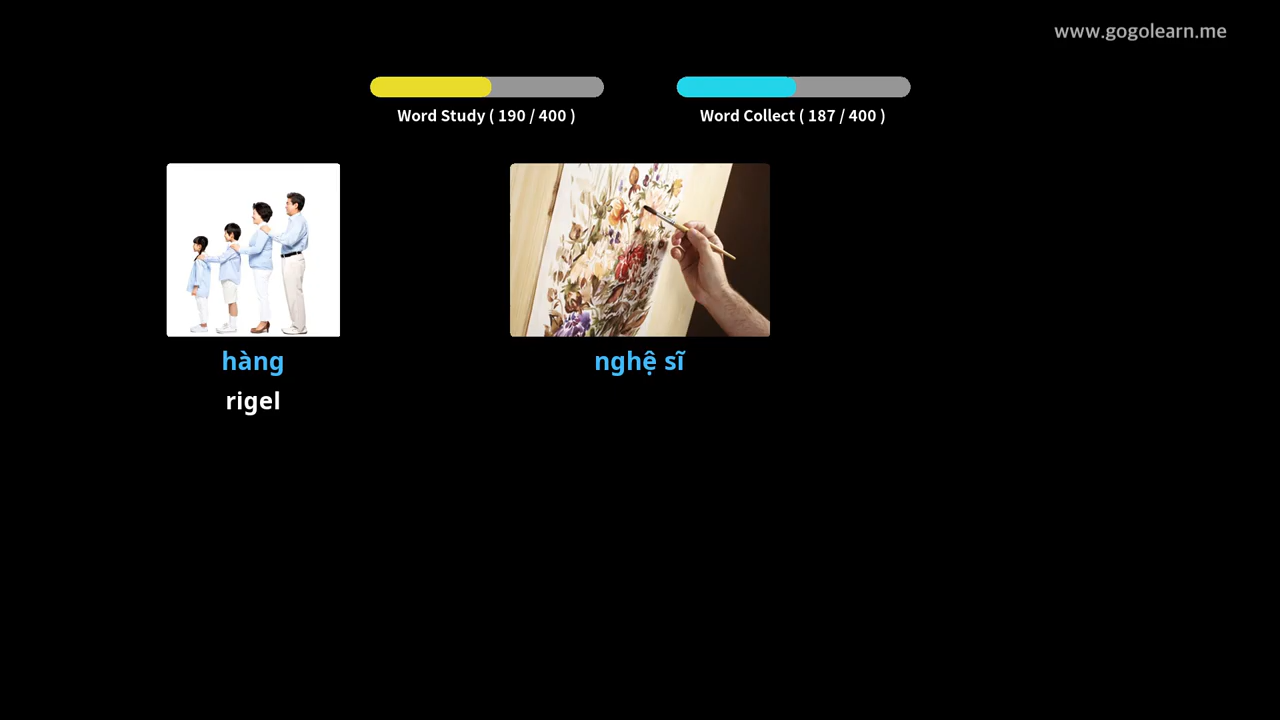 www.gogolearn.me
Word Study ( 190 / 400 )
Word Collect ( 187 / 400 )
hàng
rigel
nghệ sĩ